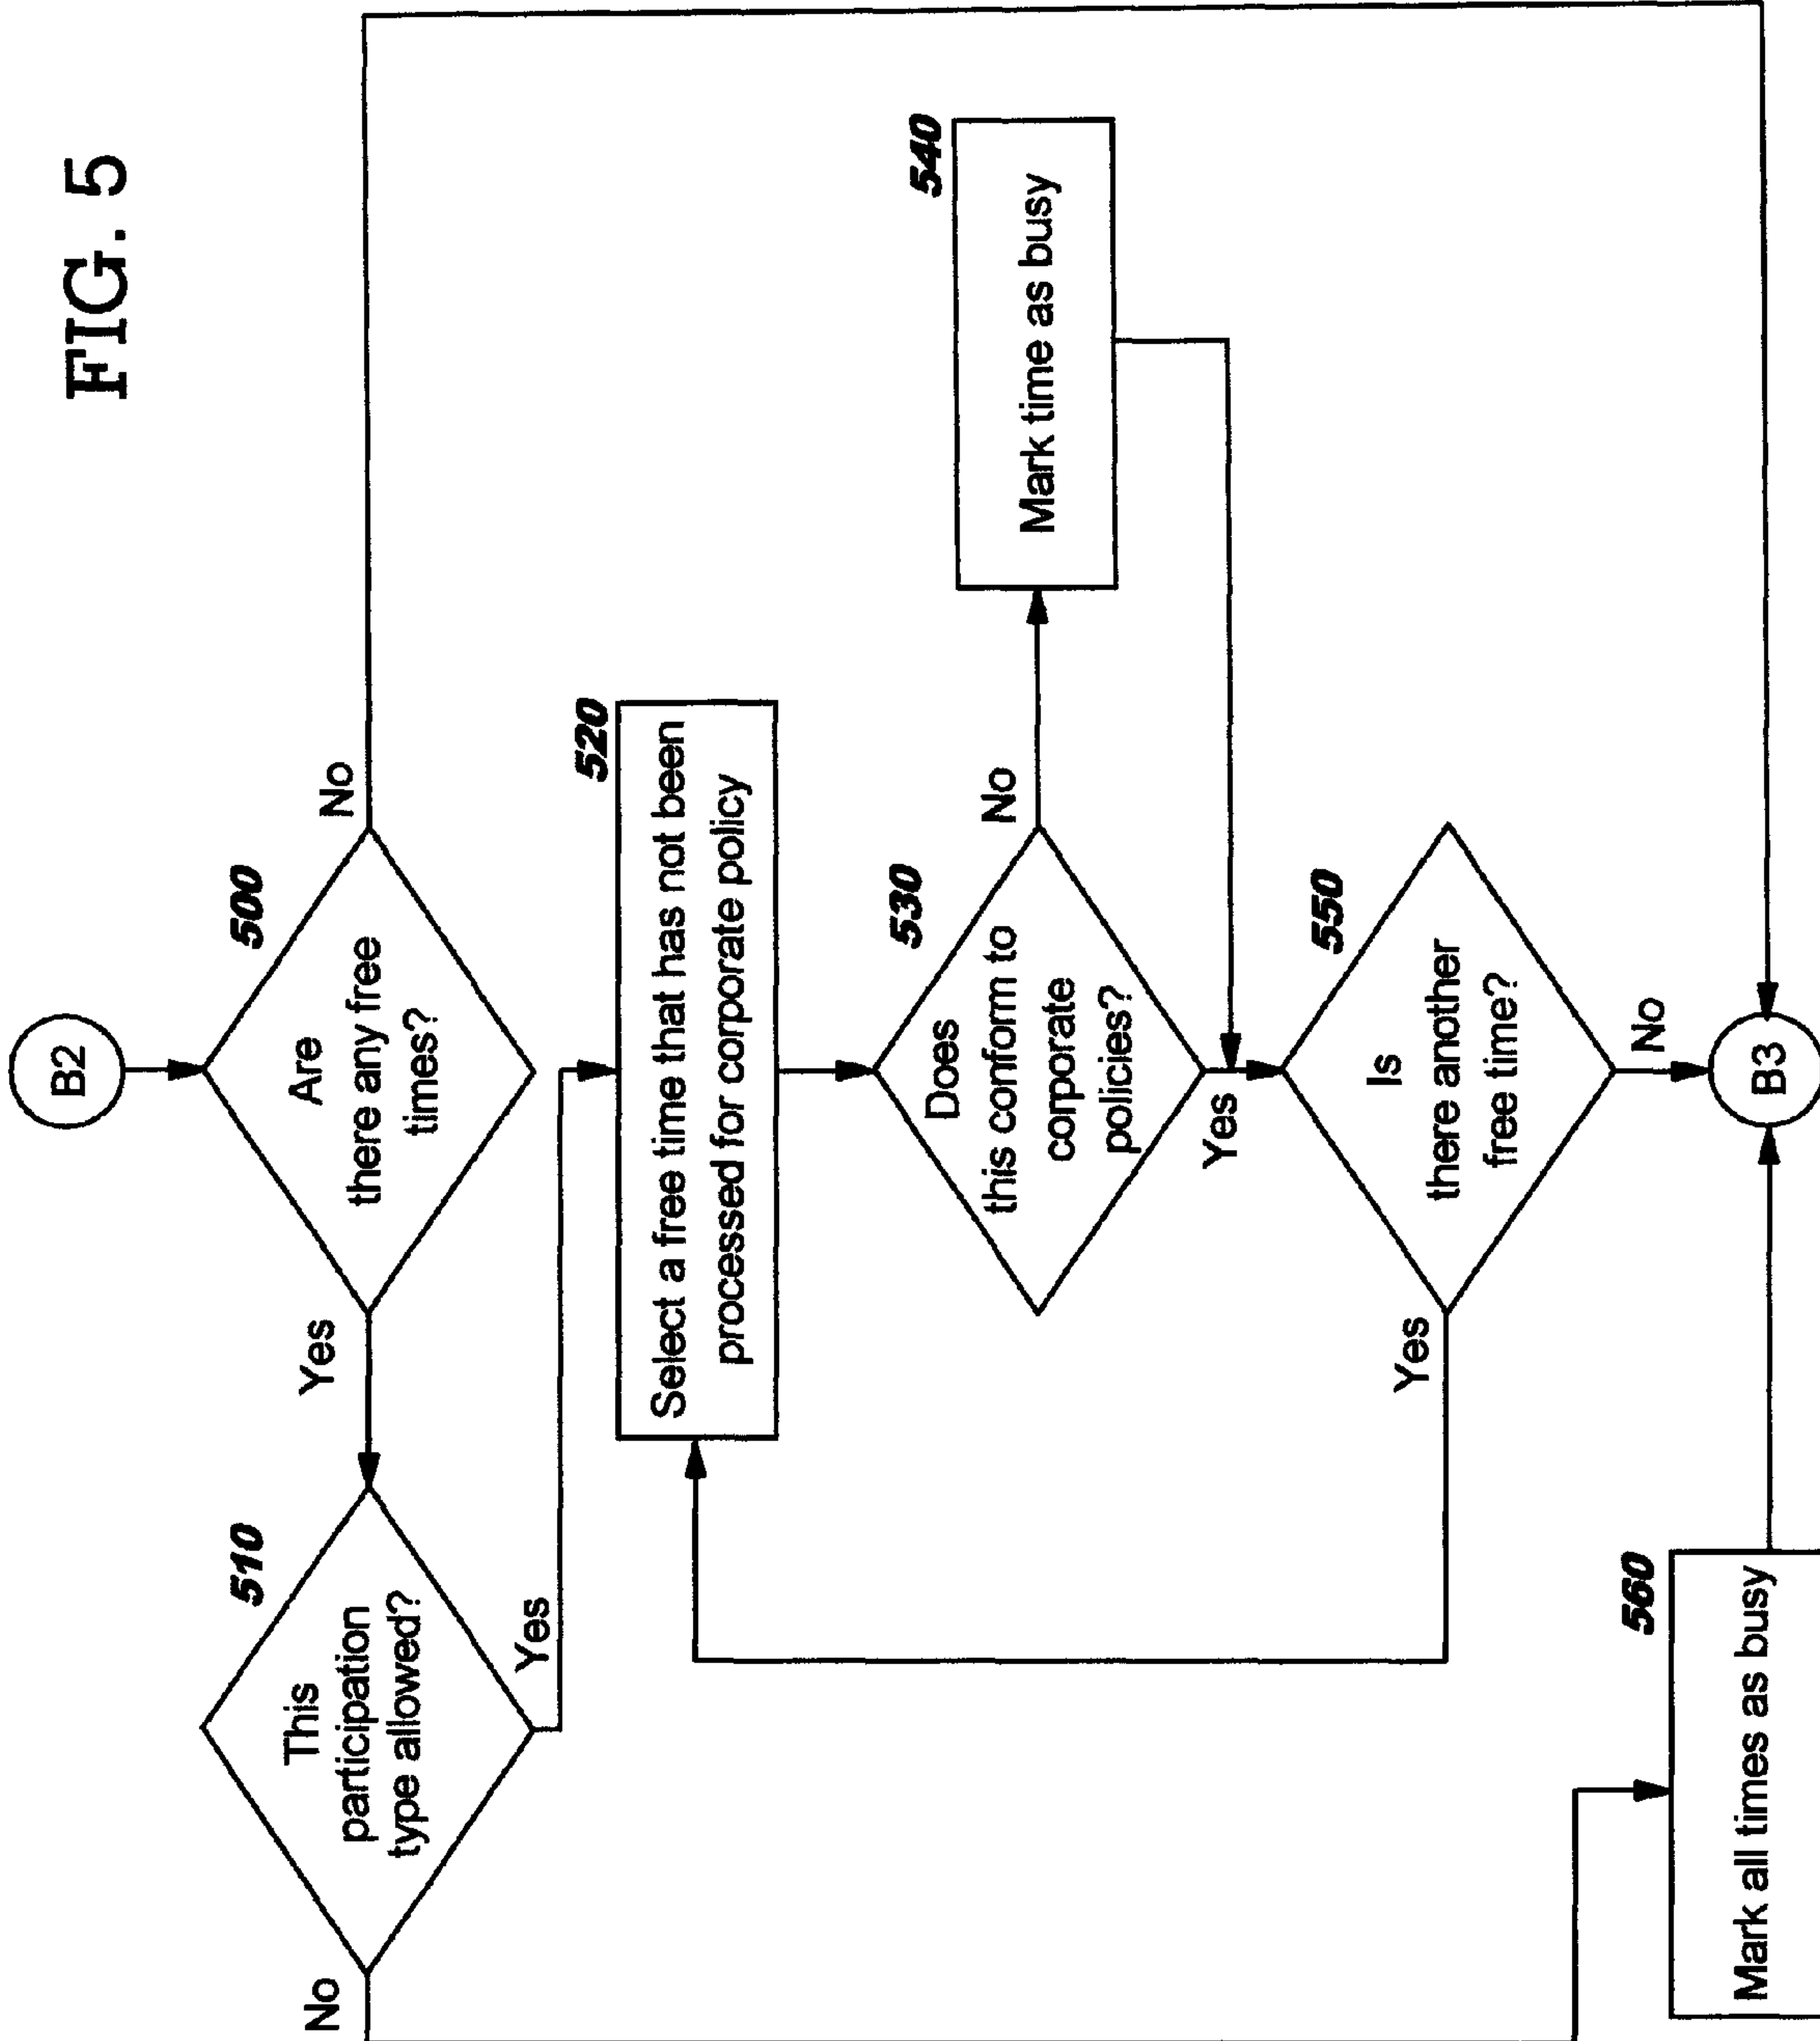 FIG. 5
B2
500
Are
there any free
times?
No
Yes
510
This
participation
type allowed?
No
Yes
520
Select a free time that has not been
processed for corporate policy
530
Does
this conform to
corporate
policies?
No
Yes
540
Mark time as busy
550
Is
there another
free time?
Yes
No
560
Mark all times as busy
B3